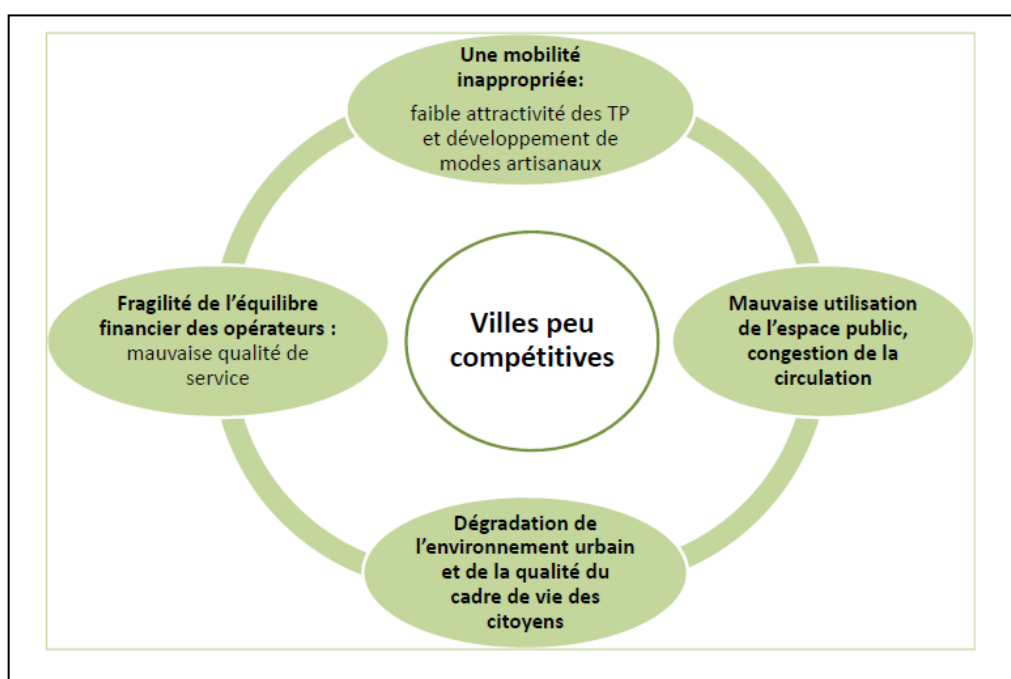 Une mobilité
inappropriée:
faible attractivité des TP
et développement de
modes artisanaux
Fragilité de l'équilibre
financier des opérateurs :
mauvaise qualité de
service
Villes peu
compétitives
Mauvaise utilisation
de l'espace public,
congestion de la
circulation
Dégradation de
l'environnement urbain
et de la qualité du
cadre de vie des
citoyens